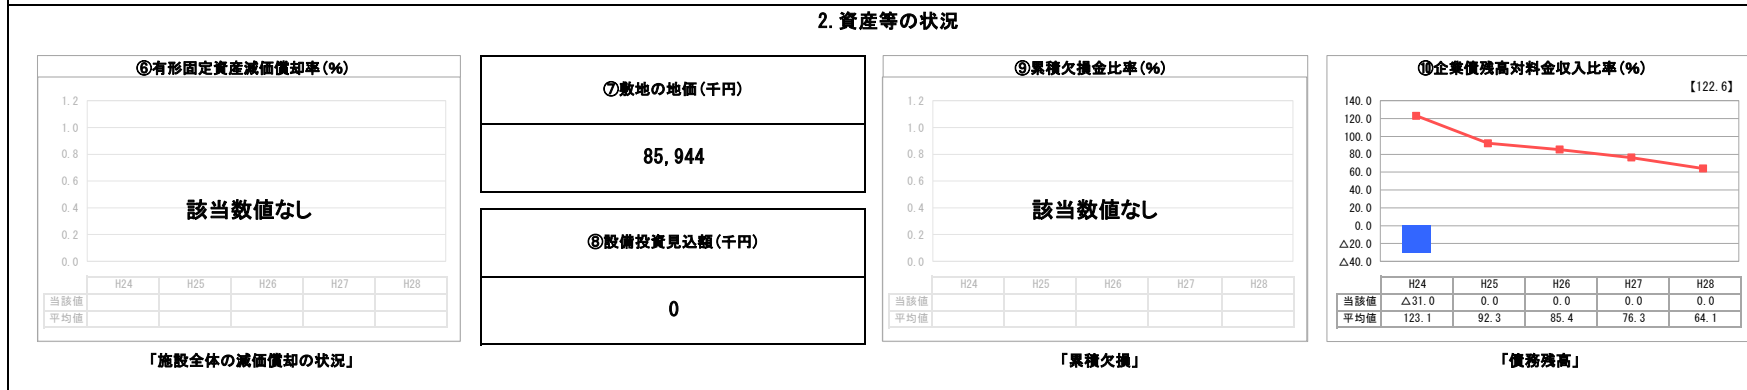 2. 資産等の状況
⑥有形固定資産減価償却率(%)
1.2
1.0
0.8
0.6
0.4
0.2
0.0
該当数値なし
H24 H25 H26 H27 H28
当該値
平均値
「施設全体の減価償却の状況」
⑦敷地の地価(千円)
85,944
⑧設備投資見込額(千円)
0
⑨累積欠損金比率(%)
1.2
1.0
0.8
0.6
0.4
0.2
0.0
該当数値なし
H24 H25 H26 H27 H28
当該値
平均値
「累積欠損」
⑩企業債残高対料金収入比率(%)
【122.6】
140.0
120.0
100.0
80.0
60.0
40.0
20.0
0.0
△20.0
△40.0
H24 H25 H26 H27 H28
当該値 △31.0 0.0 0.0 0.0 0.0
平均値 123.1 92.3 85.4 76.3 64.1
「債務残高」